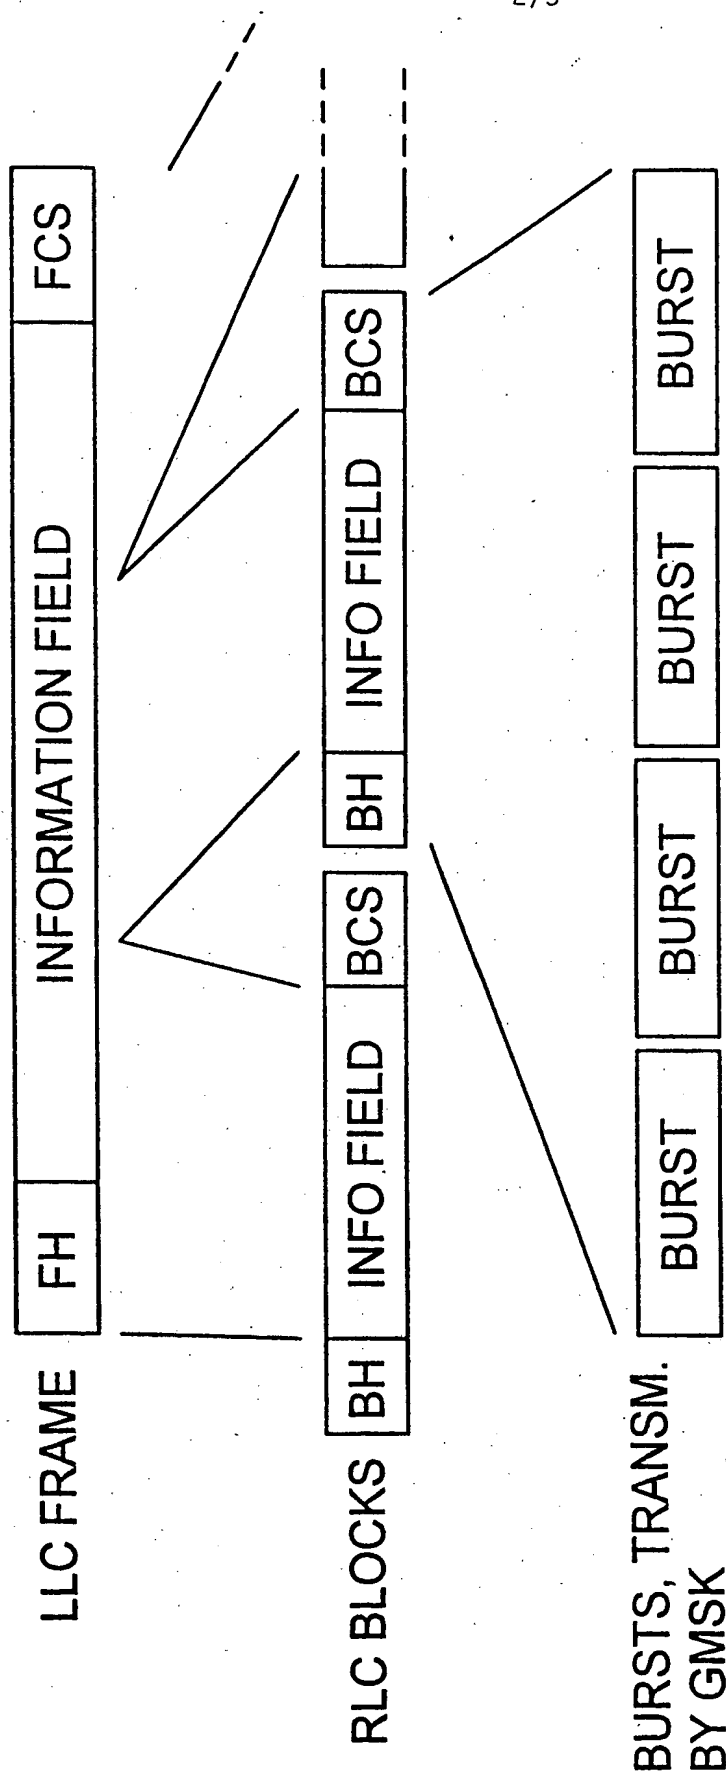 LLC FRAME
FH
INFORMATION FIELD
FCS
RLC BLOCKS
BH
INFO FIELD
BCS
BH
INFO FIELD
BCS
BURSTS, TRANSM.
BY GMSK
BURST
BURST
BURST
BURST